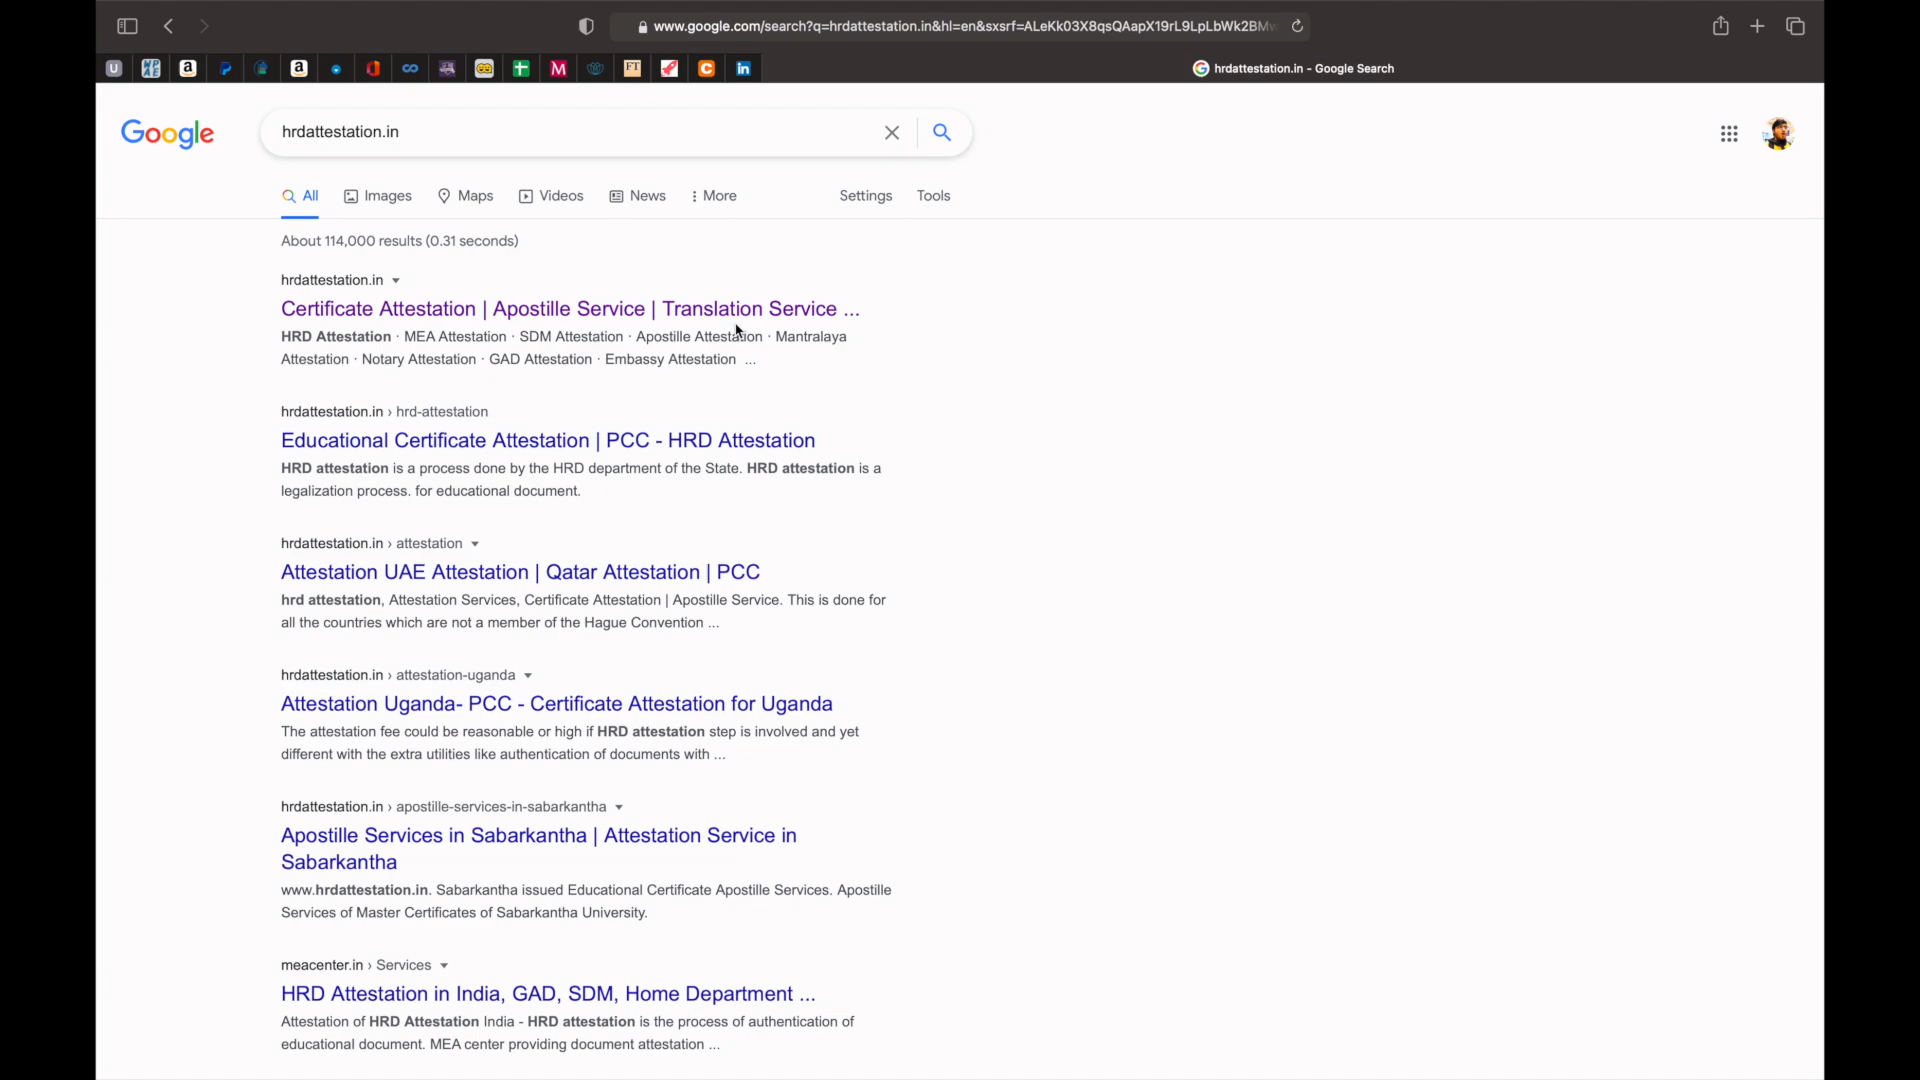 www.google.com/search?q=hrdattestation.in&hl=en&sxsrf=ALeKk03X8qsQAapX19rL9LpLbWk2BMw
hrdattestation.in - Google Search
Google
hrdattestation.in
All Images Maps Videos News More Settings Tools
About 114,000 results (0.31 seconds)
hrdattestation.in
Certificate Attestation | Apostille Service | Translation Service ...
HRD Attestation · MEA Attestation · SDM Attestation · Apostille Attestation · Mantralaya
Attestation · Notary Attestation · GAD Attestation · Embassy Attestation ...
hrdattestation.in › hrd-attestation
Educational Certificate Attestation | PCC - HRD Attestation
HRD attestation is a process done by the HRD department of the State. HRD attestation is a
legalization process. for educational document.
hrdattestation.in › attestation
Attestation UAE Attestation | Qatar Attestation | PCC
hrd attestation, Attestation Services, Certificate Attestation | Apostille Service. This is done for
all the countries which are not a member of the Hague Convention ...
hrdattestation.in › attestation-uganda
Attestation Uganda- PCC - Certificate Attestation for Uganda
The attestation fee could be reasonable or high if HRD attestation step is involved and yet
different with the extra utilities like authentication of documents with ...
hrdattestation.in › apostille-services-in-sabarkantha
Apostille Services in Sabarkantha | Attestation Service in
Sabarkantha
www.hrdattestation.in. Sabarkantha issued Educational Certificate Apostille Services. Apostille
Services of Master Certificates of Sabarkantha University.
meacenter.in › Services
HRD Attestation in India, GAD, SDM, Home Department ...
Attestation of HRD Attestation India - HRD attestation is the process of authentication of
educational document. MEA center providing document attestation ...